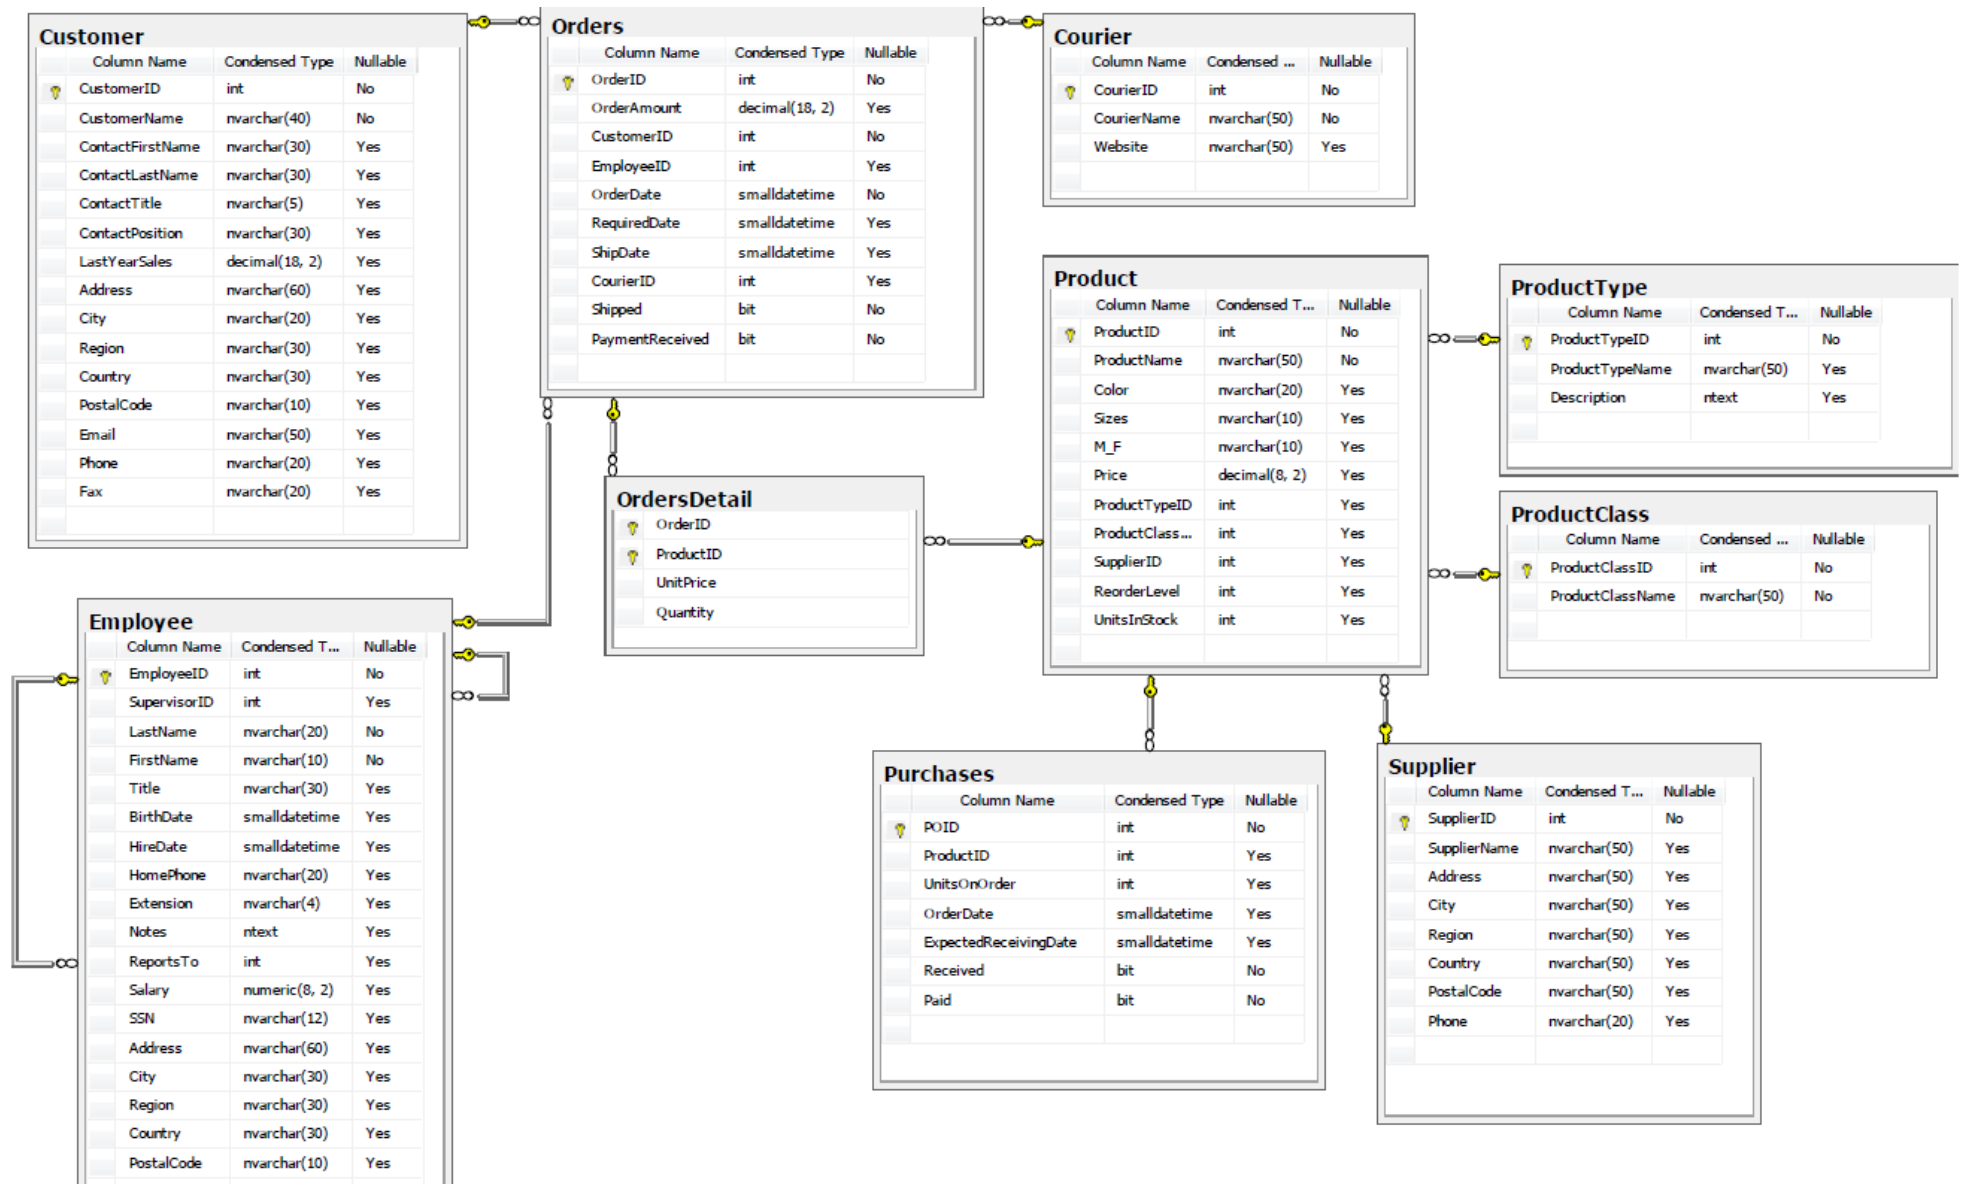 Customer
Column Name Condensed Type Nullable
CustomerID int No
CustomerName nvarchar(40) No
ContactFirstName nvarchar(30) Yes
ContactLastName nvarchar(30) Yes
ContactTitle nvarchar(5) Yes
ContactPosition nvarchar(30) Yes
LastYearSales decimal(18, 2) Yes
Address nvarchar(60) Yes
City nvarchar(20) Yes
Region nvarchar(30) Yes
Country nvarchar(30) Yes
PostalCode nvarchar(10) Yes
Email nvarchar(50) Yes
Phone nvarchar(20) Yes
Fax nvarchar(20) Yes
Orders
Column Name Condensed Type Nullable
OrderID int No
OrderAmount decimal(18, 2) Yes
CustomerID int No
EmployeeID int Yes
OrderDate smalldatetime No
RequiredDate smalldatetime Yes
ShipDate smalldatetime Yes
CourierID int Yes
Shipped bit No
PaymentReceived bit No
Courier
Column Name Condensed ... Nullable
CourierID int No
CourierName nvarchar(50) No
Website nvarchar(50) Yes
Product
Column Name Condensed T... Nullable
ProductID int No
ProductName nvarchar(50) No
Color nvarchar(20) Yes
Sizes nvarchar(10) Yes
M_F nvarchar(10) Yes
Price decimal(8, 2) Yes
ProductTypeID int Yes
ProductClass... int Yes
SupplierID int Yes
ReorderLevel int Yes
UnitsInStock int Yes
ProductType
Column Name Condensed T... Nullable
ProductTypeID int No
ProductTypeName nvarchar(50) Yes
Description ntext Yes
OrdersDetail
OrderID
ProductID
UnitPrice
Quantity
ProductClass
Column Name Condensed ... Nullable
ProductClassID int No
ProductClassName nvarchar(50) No
Employee
Column Name Condensed T... Nullable
EmployeeID int No
SupervisorID int Yes
LastName nvarchar(20) No
FirstName nvarchar(10) No
Title nvarchar(30) Yes
BirthDate smalldatetime Yes
HireDate smalldatetime Yes
HomePhone nvarchar(20) Yes
Extension nvarchar(4) Yes
Notes ntext Yes
ReportsTo int Yes
Salary numeric(8, 2) Yes
SSN nvarchar(12) Yes
Address nvarchar(60) Yes
City nvarchar(30) Yes
Region nvarchar(30) Yes
Country nvarchar(30) Yes
PostalCode nvarchar(10) Yes
Purchases
Column Name Condensed Type Nullable
POID int No
ProductID int Yes
UnitsOnOrder int Yes
OrderDate smalldatetime Yes
ExpectedReceivingDate smalldatetime Yes
Received bit No
Paid bit No
Supplier
Column Name Condensed T... Nullable
SupplierID int No
SupplierName nvarchar(50) Yes
Address nvarchar(50) Yes
City nvarchar(50) Yes
Region nvarchar(50) Yes
Country nvarchar(50) Yes
PostalCode nvarchar(50) Yes
Phone nvarchar(20) Yes